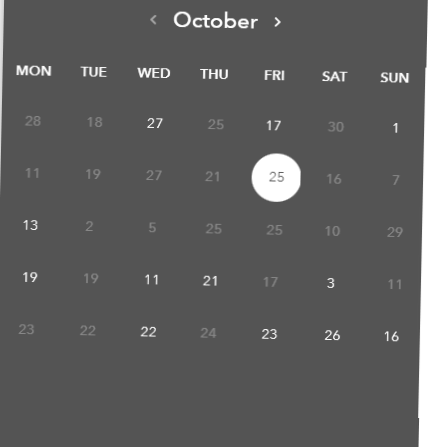 ‹ October ›
MON TUE WED THU FRI SAT SUN
28 18 27 25 17 30 1
11 19 27 21 25 16 7
13 2 5 25 25 10 29
19 19 11 21 17 3 11
23 22 22 24 23 26 16